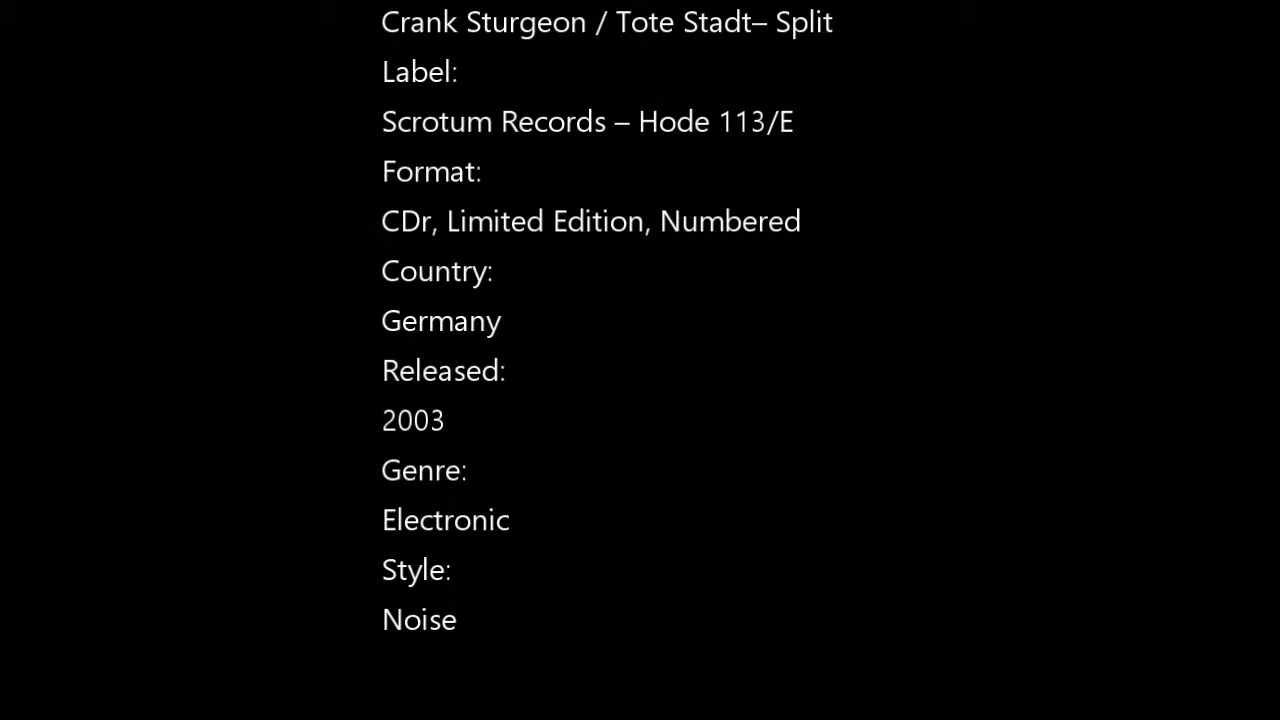 Crank Sturgeon / Tote Stadt– Split
Label:
Scrotum Records – Hode 113/E
Format:
CDr, Limited Edition, Numbered
Country:
Germany
Released:
2003
Genre:
Electronic
Style:
Noise